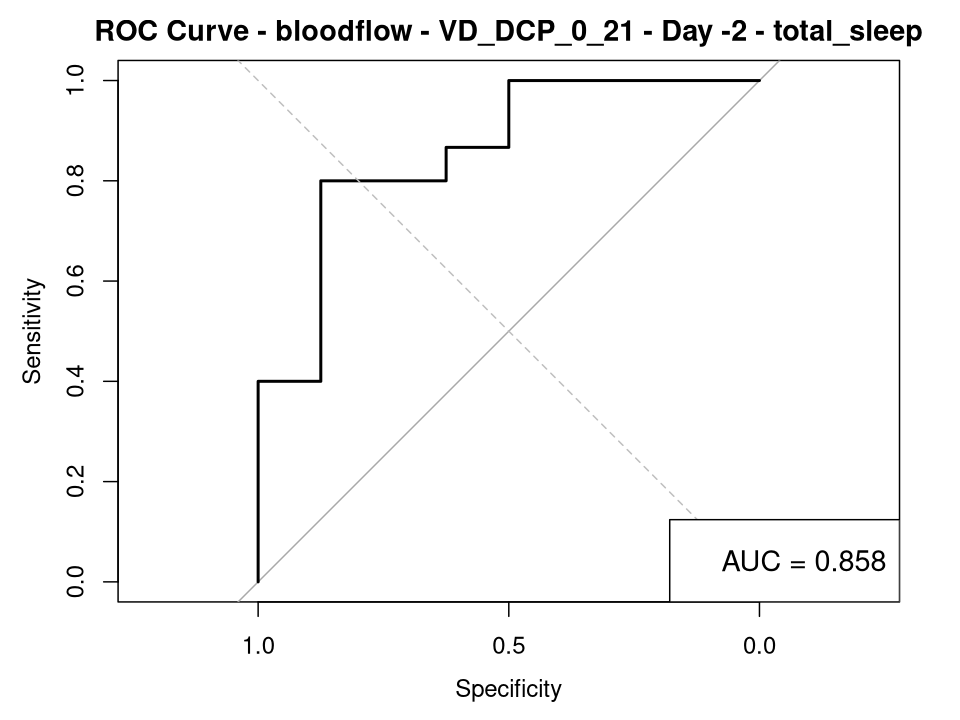 ROC Curve - bloodflow - VD_DCP_0_21 - Day -2 - total_sleep
1.0
0.8
0.6
0.4
0.2
0.0
Sensitivity
AUC = 0.858
1.0 0.5 0.0
Specificity